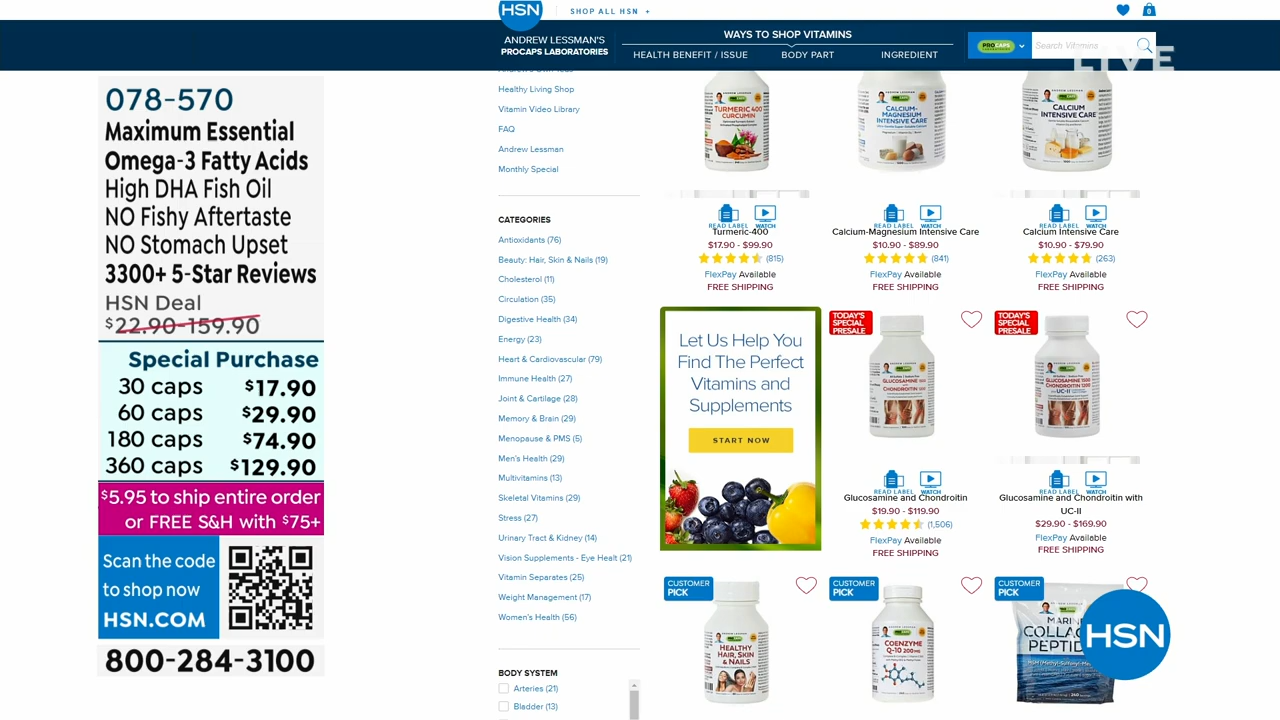 HSN
SHOP ALL HSN +
0
ANDREW LESSMAN'S
PROCAPS LABORATORIES
WAYS TO SHOP VITAMINS
HEALTH BENEFIT / ISSUE
BODY PART
INGREDIENT
PROCAPS
Search Vitamins
LIVE
078-570
Maximum Essential
Omega-3 Fatty Acids
High DHA Fish Oil
NO Fishy Aftertaste
NO Stomach Upset
3300+ 5-Star Reviews
HSN Deal
$22.90-159.90
Special Purchase
30 caps $17.90
60 caps $29.90
180 caps $74.90
360 caps $129.90
$5.95 to ship entire order
or FREE S&H with $75+
Scan the code
to shop now
HSN.COM
800-284-3100
Healthy Living Shop
Vitamin Video Library
FAQ
Andrew Lessman
Monthly Special
CATEGORIES
Antioxidants (76)
Beauty: Hair, Skin & Nails (19)
Cholesterol (11)
Circulation (35)
Digestive Health (34)
Energy (23)
Heart & Cardiovascular (79)
Immune Health (27)
Joint & Cartilage (28)
Memory & Brain (29)
Menopause & PMS (5)
Men's Health (29)
Multivitamins (13)
Skeletal Vitamins (29)
Stress (27)
Urinary Tract & Kidney (14)
Vision Supplements - Eye Healt (21)
Vitamin Separates (25)
Weight Management (17)
Women's Health (56)
BODY SYSTEM
Arteries (21)
Bladder (13)
TURMERIC 400
CURCUMIN
READ LABEL
WATCH
Turmeric-400
$17.90 - $99.90
(815)
FlexPay Available
FREE SHIPPING
CALCIUM-
MAGNESIUM
INTENSIVE CARE
READ LABEL
WATCH
Calcium-Magnesium Intensive Care
$10.90 - $89.90
(841)
FlexPay Available
FREE SHIPPING
CALCIUM
INTENSIVE CARE
READ LABEL
WATCH
Calcium Intensive Care
$10.90 - $79.90
(263)
FlexPay Available
FREE SHIPPING
Let Us Help You
Find The Perfect
Vitamins and
Supplements
START NOW
TODAY'S
SPECIAL
PRESALE
GLUCOSAMINE 1500
CHONDROITIN 1200
READ LABEL
WATCH
Glucosamine and Chondroitin
$19.90 - $119.90
(1,506)
FlexPay Available
FREE SHIPPING
TODAY'S
SPECIAL
PRESALE
GLUCOSAMINE 1500
CHONDROITIN 1200
UC-II
READ LABEL
WATCH
Glucosamine and Chondroitin with
UC-II
$29.90 - $169.90
FlexPay Available
FREE SHIPPING
CUSTOMER
PICK
HEALTHY
HAIR, SKIN
& NAILS
CUSTOMER
PICK
COENZYME
Q-10 200MG
CUSTOMER
PICK
HSN